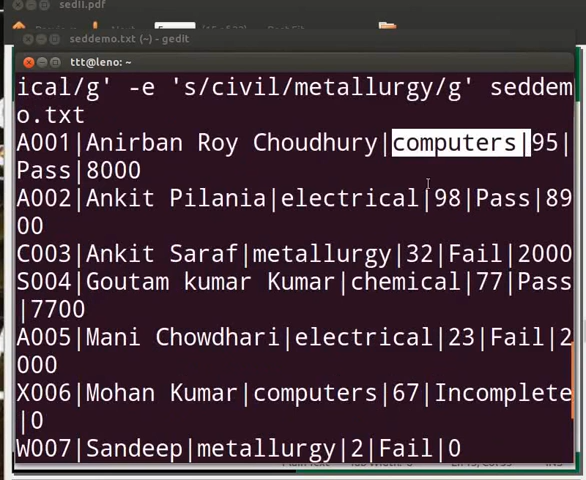 sedII.pdf
seddemo.txt (~) - gedit
ttt@leno: ~
ical/g' -e 's/civil/metallurgy/g' seddem
o.txt
A001|Anirban Roy Choudhury|computers|95|
Pass|8000
A002|Ankit Pilania|electrical|98|Pass|89
00
C003|Ankit Saraf|metallurgy|32|Fail|2000
S004|Goutam kumar Kumar|chemical|77|Pass
|7700
A005|Mani Chowdhari|electrical|23|Fail|2
000
X006|Mohan Kumar|computers|67|Incomplete
|0
W007|Sandeep|metallurgy|2|Fail|0